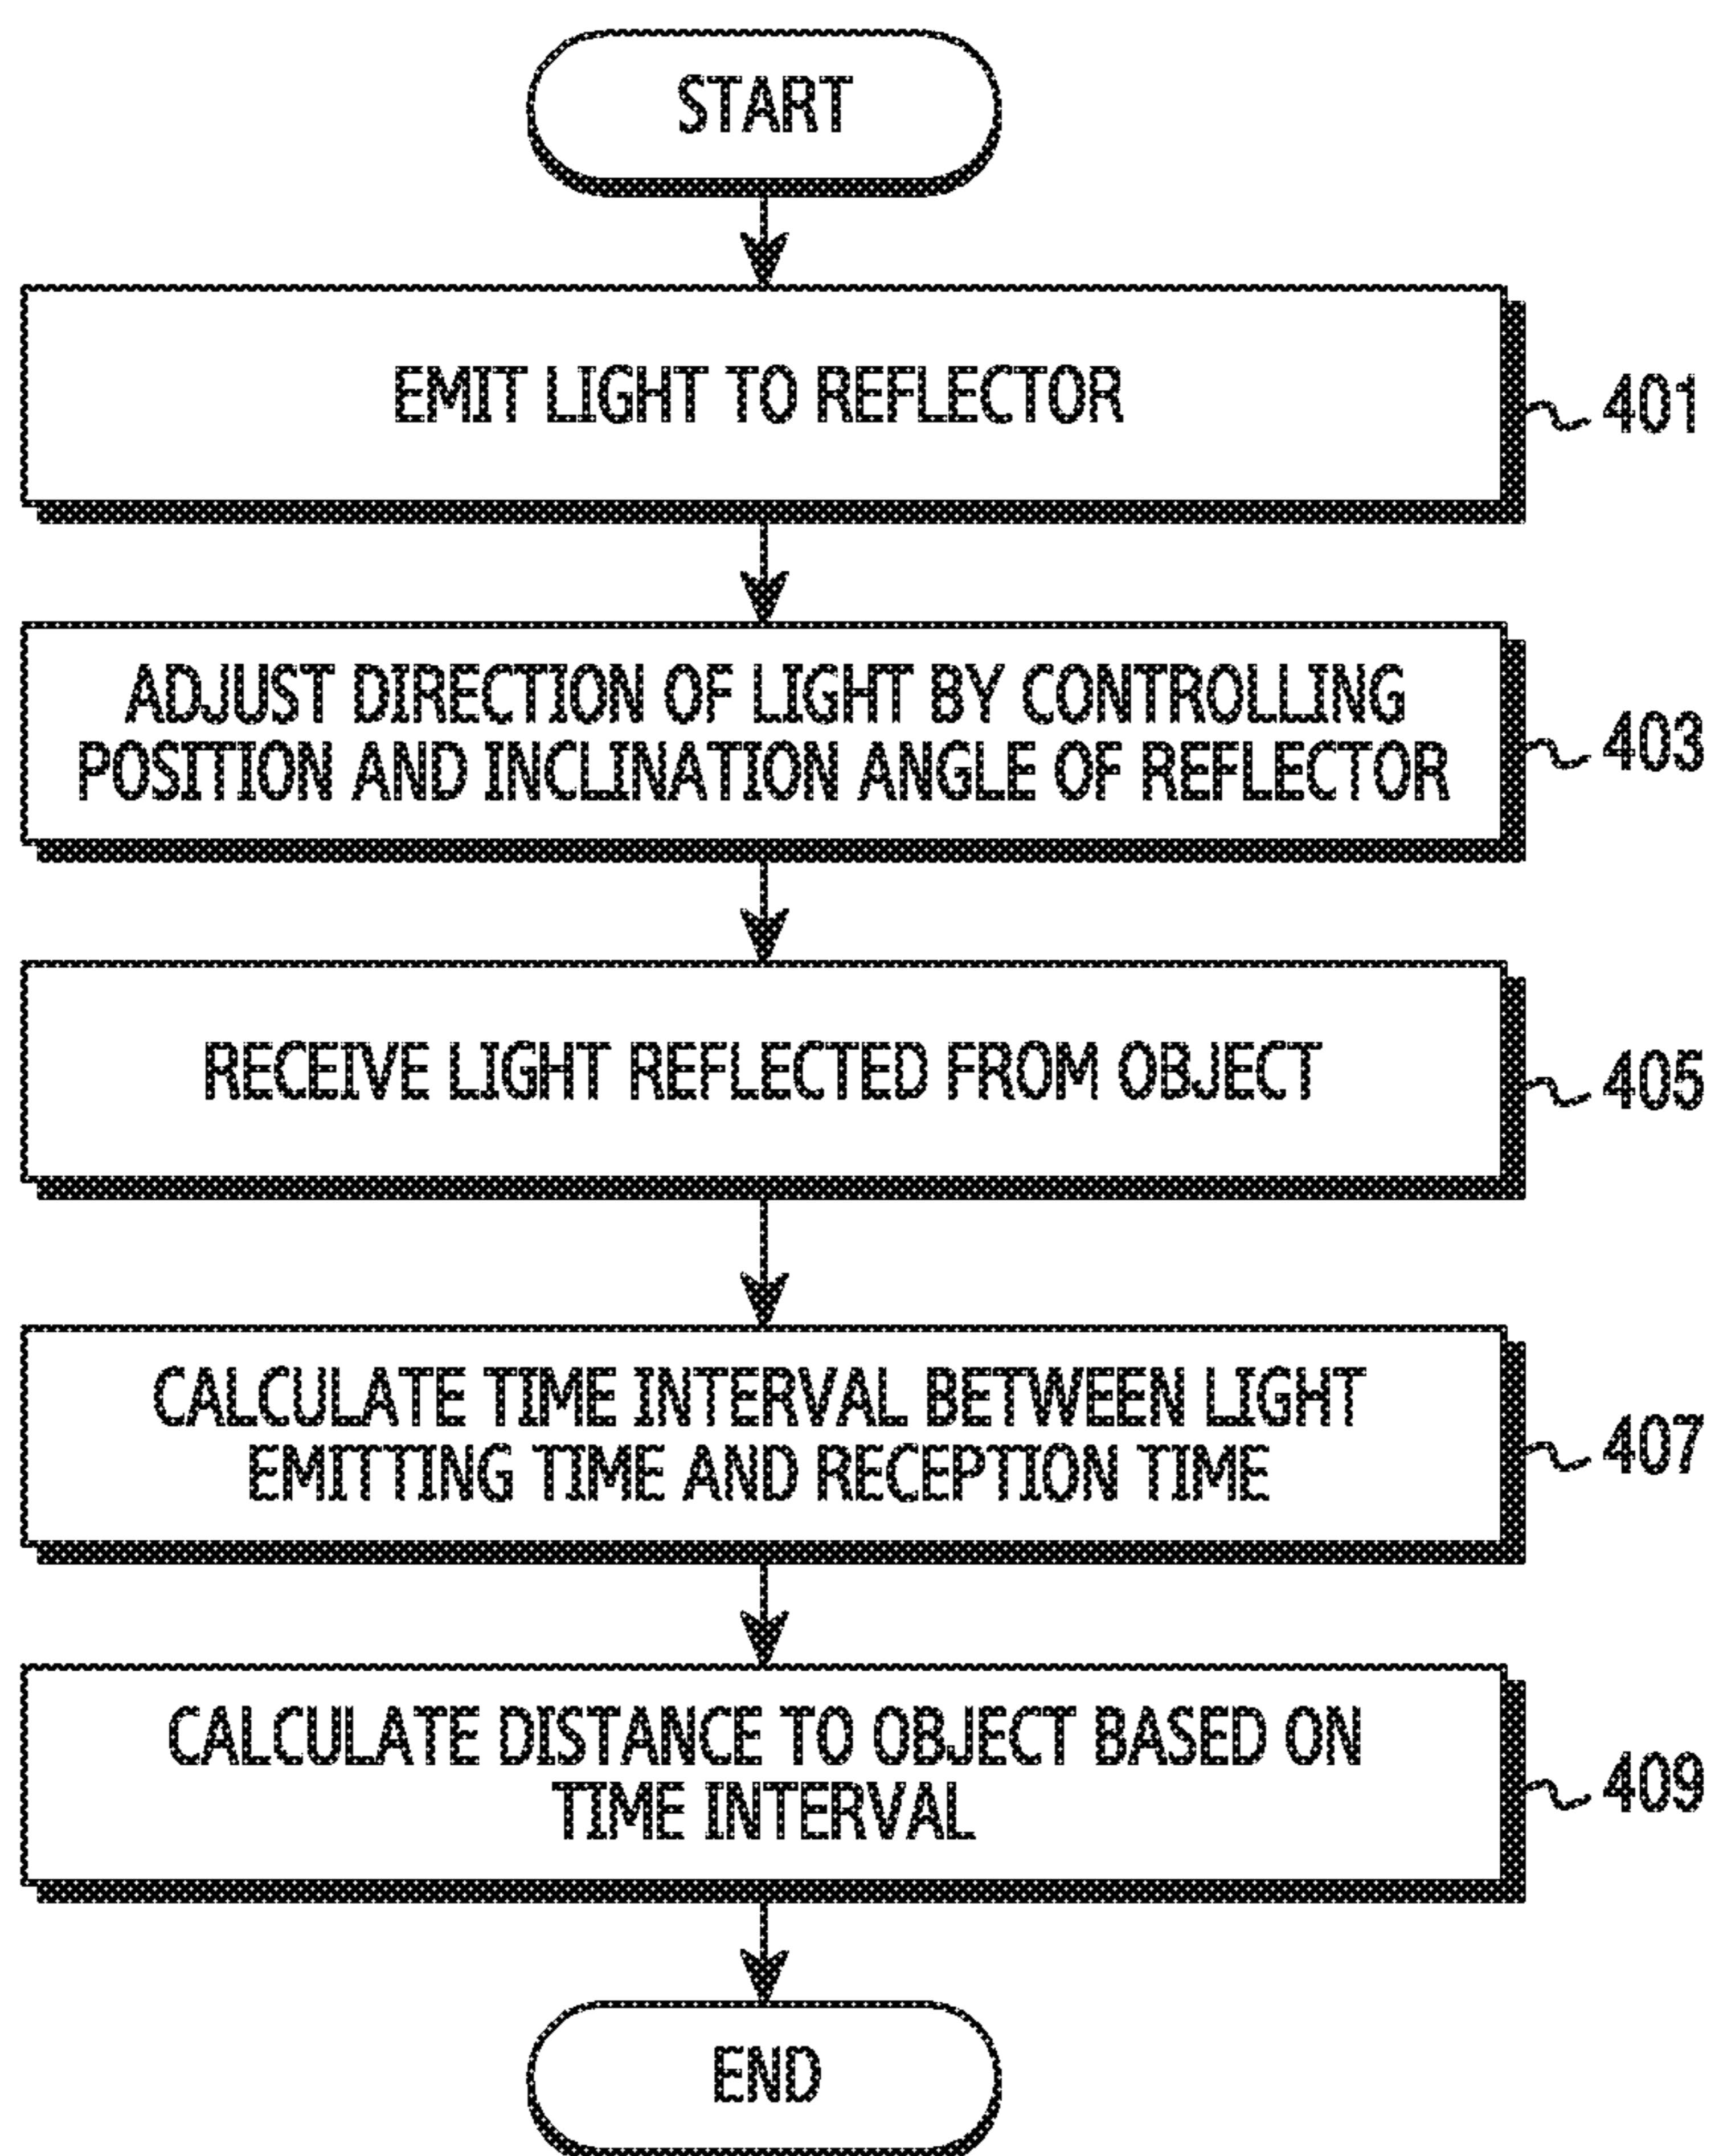 START
EMIT LIGHT TO REFLECTOR
401
ADJUST DIRECTION OF LIGHT BY CONTROLLING
POSITION AND INCLINATION ANGLE OF REFLECTOR
403
RECEIVE LIGHT REFLECTED FROM OBJECT
405
CALCULATE TIME INTERVAL BETWEEN LIGHT
EMITTING TIME AND RECEPTION TIME
407
CALCULATE DISTANCE TO OBJECT BASED ON
TIME INTERVAL
409
END